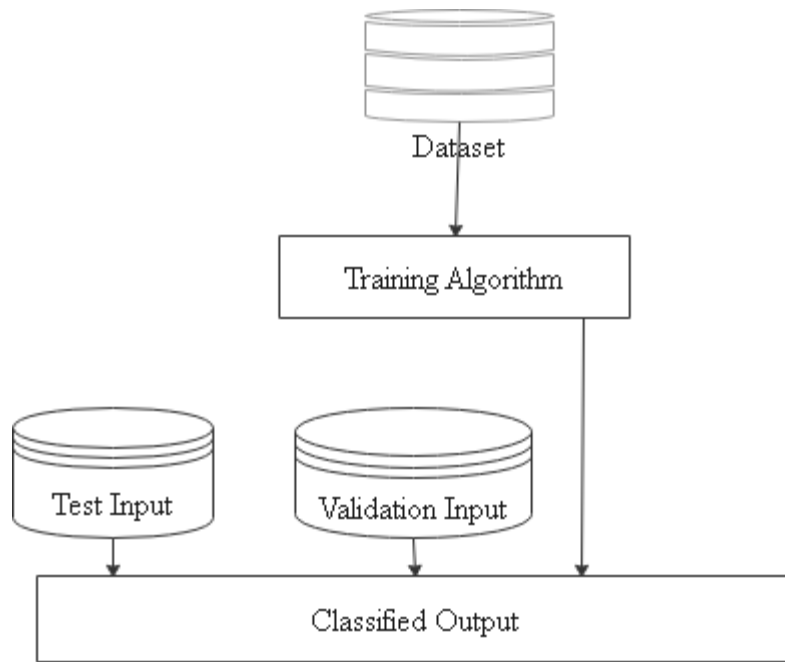 Dataset
Training Algorithm
Test Input
Validation Input
Classified Output